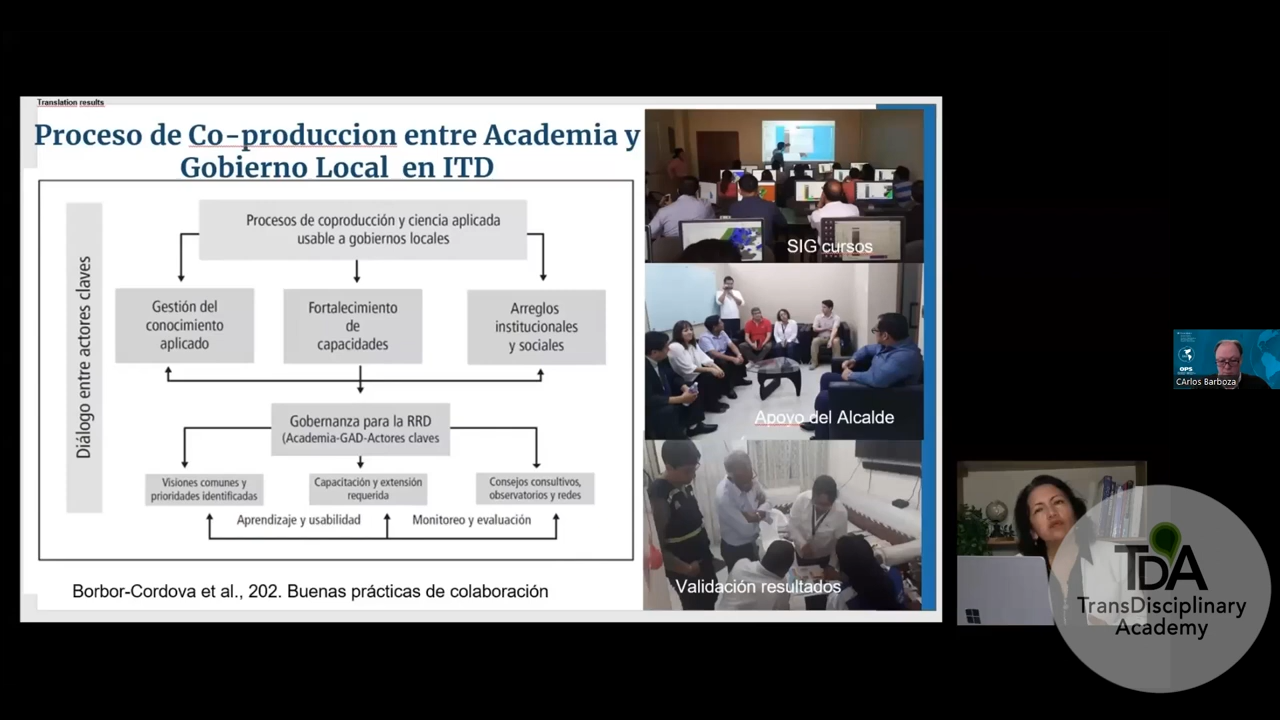 Translation results
Proceso de Co-produccion entre Academia y
Gobierno Local en ITD
Diálogo entre actores claves
Procesos de coproducción y ciencia aplicada
usable a gobiernos locales
Gestión del
conocimiento
aplicado
Fortalecimiento
de
capacidades
Arreglos
institucionales
y sociales
Gobernanza para la RRD
(Academia-GAD-Actores claves
Visiones comunes y
prioridades identificadas
Capacitación y extensión
requerida
Consejos consultivos,
observatorios y redes
Aprendizaje y usabilidad
Monitoreo y evaluación
Borbor-Cordova et al., 202. Buenas prácticas de colaboración
SIG cursos
Apoyo del Alcalde
Validación resultados
OPS
CArlos Barboza
TDA
TransDisciplinary
Academy